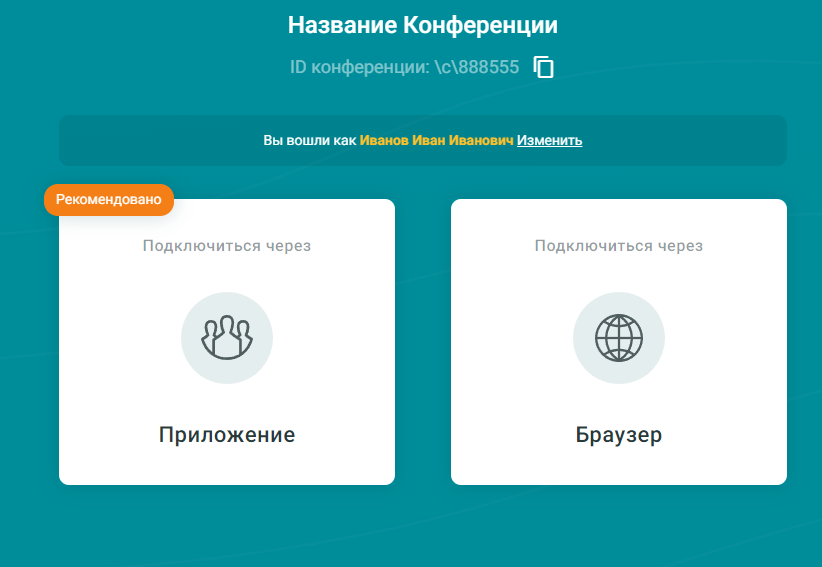 Название Конференции
ID конференции: \c\888555
Вы вошли как Иванов Иван Иванович Изменить
Рекомендовано
Подключиться через
Приложение
Подключиться через
Браузер